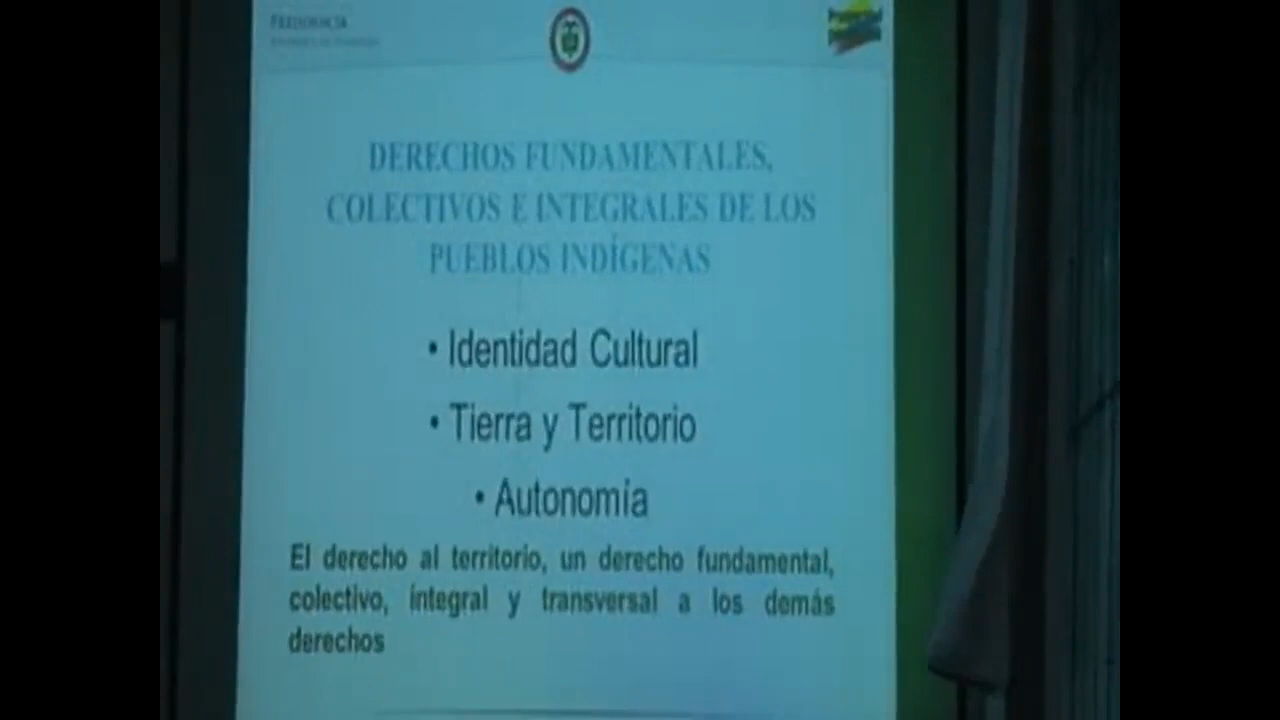 DERECHOS FUNDAMENTALES,
COLECTIVOS E INTEGRALES DE LOS
PUEBLOS INDÍGENAS
• Identidad Cultural
• Tierra y Territorio
• Autonomía
El derecho al territorio, un derecho fundamental,
colectivo, integral y transversal a los demás
derechos